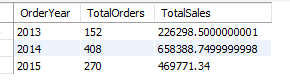 OrderYear TotalOrders TotalSales
2013 152 226298.5000000001
2014 408 658388.7499999998
2015 270 469771.34